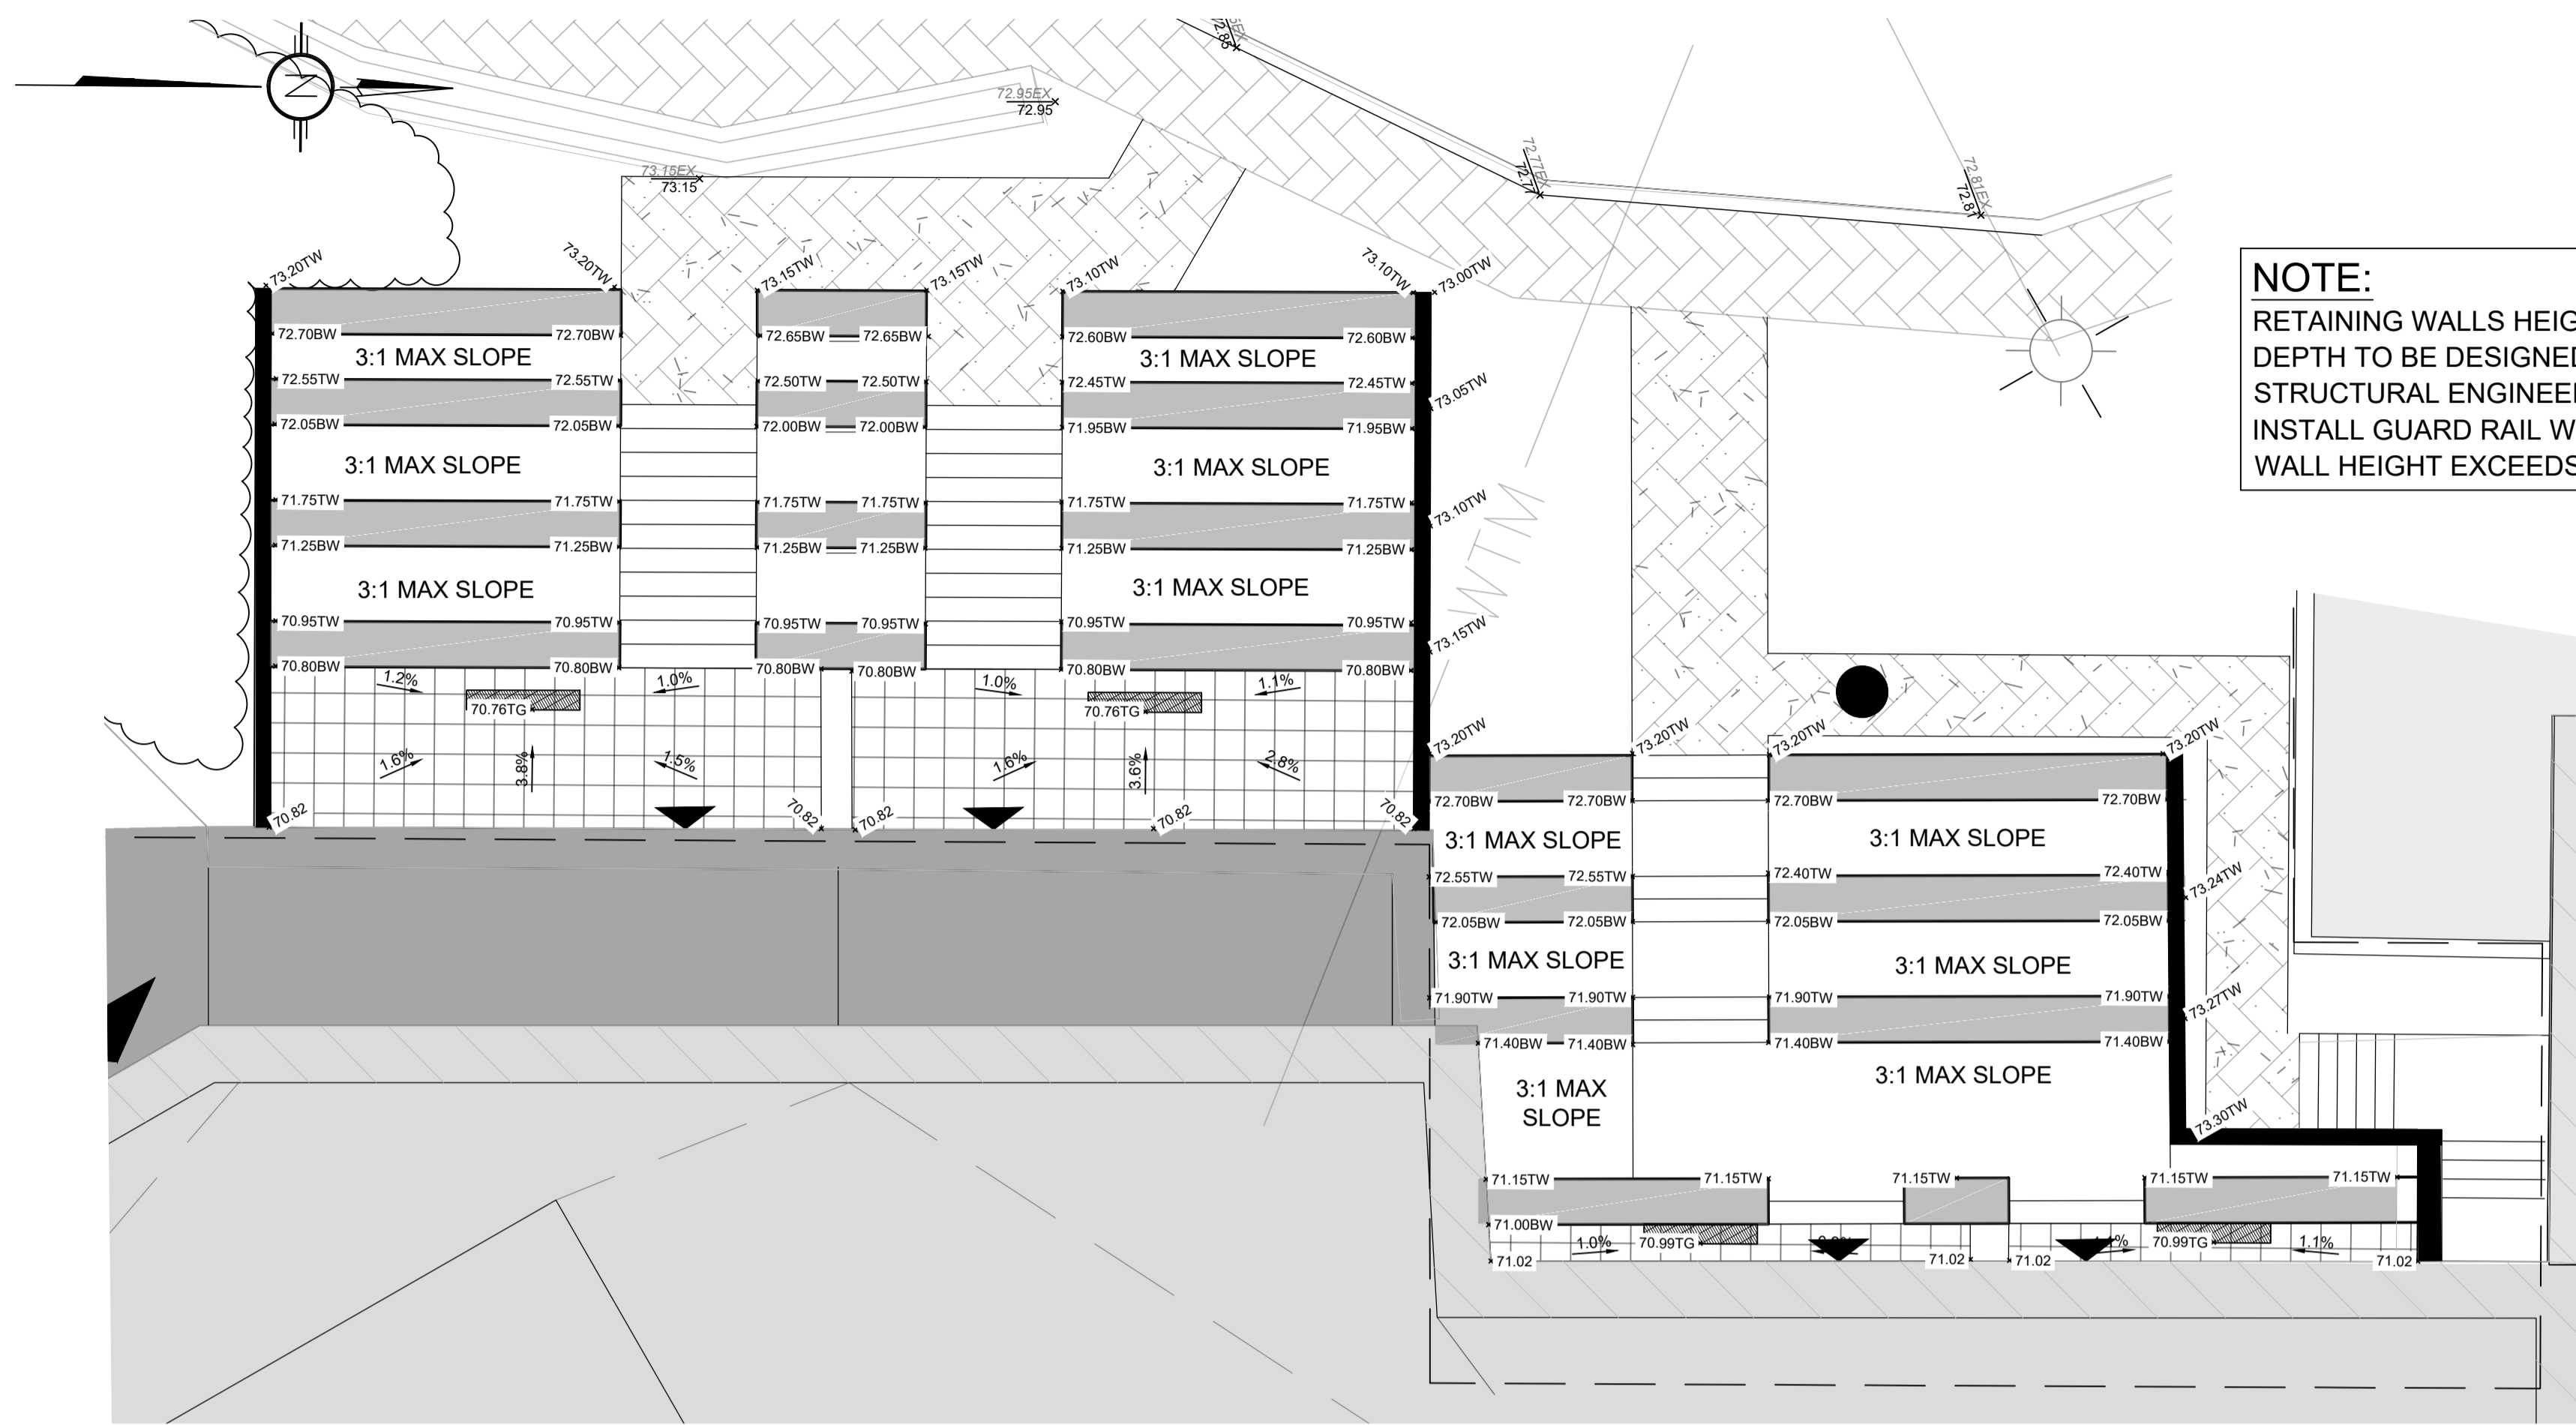 N
72.95EX
72.95
73.15EX
73.15
72.85
72.77EX
72.81EX
72.81
NOTE:
RETAINING WALLS HEIG
DEPTH TO BE DESIGNED
STRUCTURAL ENGINEE
INSTALL GUARD RAIL W
WALL HEIGHT EXCEEDS
73.20TW
73.20TW
73.15TW
73.15TW
73.10TW
73.10TW
73.00TW
72.70BW
72.70BW
72.65BW
72.65BW
72.60BW
72.60BW
3:1 MAX SLOPE
3:1 MAX SLOPE
72.55TW
72.55TW
72.50TW
72.50TW
72.45TW
72.45TW
73.05TW
72.05BW
72.05BW
72.00BW
72.00BW
71.95BW
71.95BW
3:1 MAX SLOPE
3:1 MAX SLOPE
71.75TW
71.75TW
71.75TW
71.75TW
71.75TW
71.75TW
73.10TW
WTM
71.25BW
71.25BW
71.25BW
71.25BW
71.25BW
71.25BW
3:1 MAX SLOPE
3:1 MAX SLOPE
70.95TW
70.95TW
70.95TW
70.95TW
70.95TW
70.95TW
73.15TW
70.80BW
70.80BW
70.80BW
70.80BW
70.80BW
70.80BW
1.2%
1.0%
1.0%
1.1%
70.76TG
70.76TG
1.6%
3.8%
1.5%
1.6%
3.6%
2.8%
70.82
70.82
70.82
70.82
70.82
73.20TW
73.20TW
73.20TW
73.20TW
72.70BW
72.70BW
72.70BW
72.70BW
3:1 MAX SLOPE
3:1 MAX SLOPE
72.55TW
72.55TW
72.40TW
72.40TW
73.24TW
72.05BW
72.05BW
72.05BW
72.05BW
3:1 MAX SLOPE
3:1 MAX SLOPE
71.90TW
71.90TW
71.90TW
71.90TW
73.27TW
71.40BW
71.40BW
71.40BW
71.40BW
3:1 MAX
SLOPE
3:1 MAX SLOPE
73.30TW
71.15TW
71.15TW
71.15TW
71.15TW
71.15TW
71.00BW
1.0%
70.99TG
70.99TG
1.1%
71.02
71.02
71.02
71.02